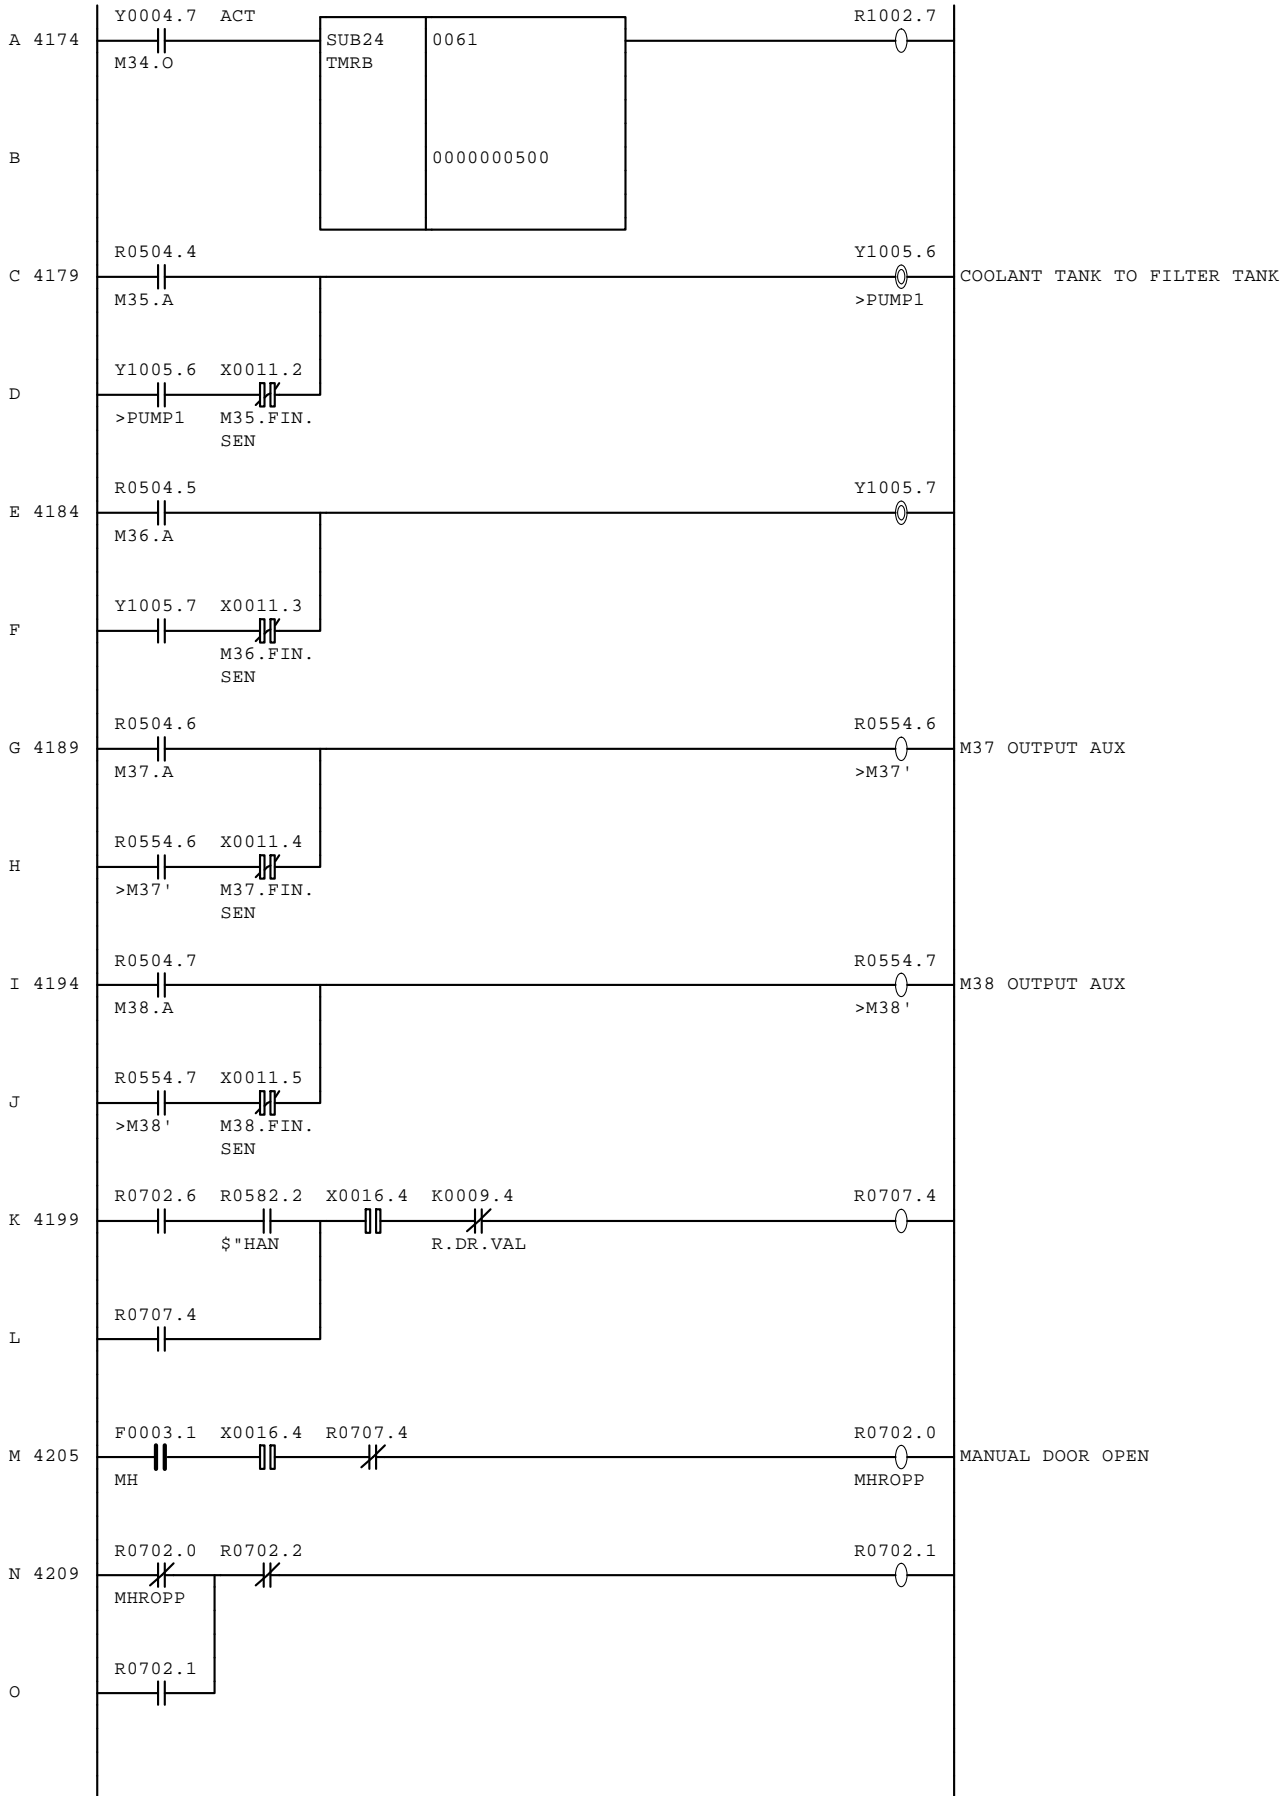 Y0004.7 ACT R1002.7
A 4174 SUB24 0061
M34.O TMRB
B 0000000500
R0504.4 Y1005.6
C 4179 COOLANT TANK TO FILTER TANK
M35.A >PUMP1
Y1005.6 X0011.2
D
>PUMP1 M35.FIN.
SEN
R0504.5 Y1005.7
E 4184
M36.A
Y1005.7 X0011.3
F
M36.FIN.
SEN
R0504.6 R0554.6
G 4189 M37 OUTPUT AUX
M37.A >M37'
R0554.6 X0011.4
H
>M37' M37.FIN.
SEN
R0504.7 R0554.7
I 4194 M38 OUTPUT AUX
M38.A >M38'
R0554.7 X0011.5
J
>M38' M38.FIN.
SEN
R0702.6 R0582.2 X0016.4 K0009.4 R0707.4
K 4199
$"HAN R.DR.VAL
R0707.4
L
F0003.1 X0016.4 R0707.4 R0702.0
M 4205 MANUAL DOOR OPEN
MH MHROPP
R0702.0 R0702.2 R0702.1
N 4209
MHROPP
R0702.1
O